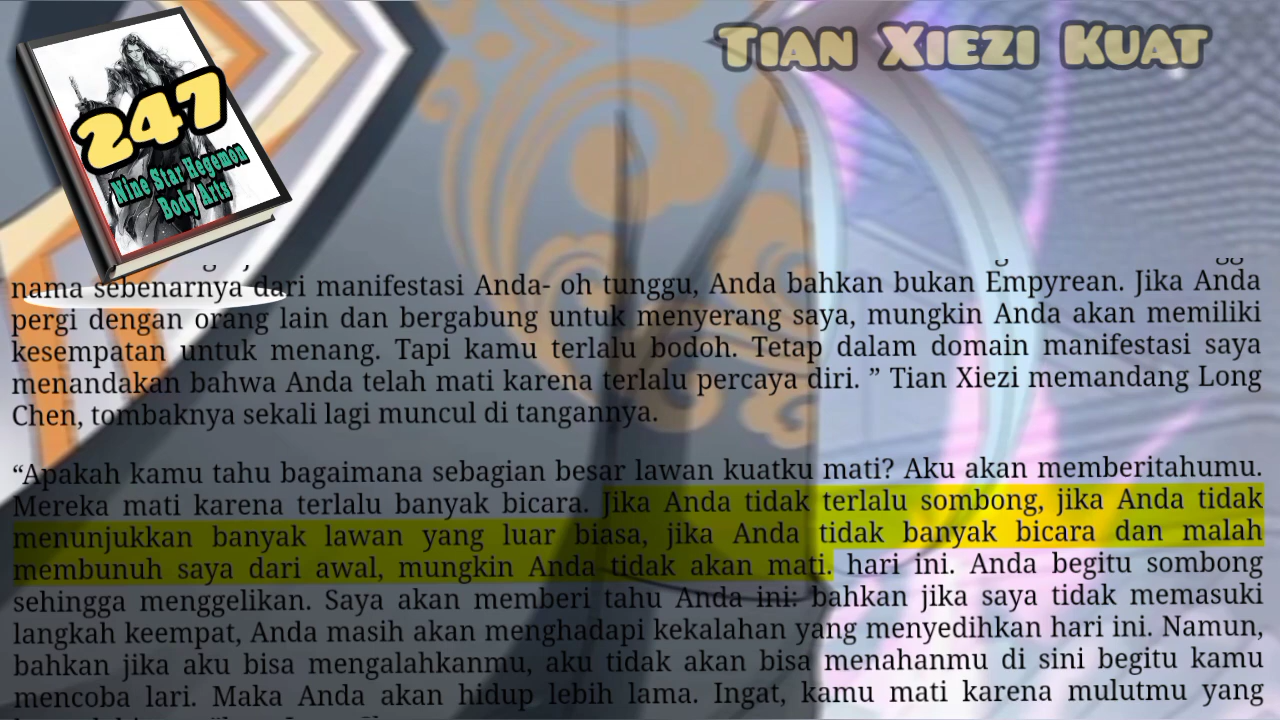 TIAN XIEZI KUAT
247
Nine Star Hegemon
Body Arts
nama sebenarnya dari manifestasi Anda- oh tunggu, Anda bahkan bukan Empyrean. Jika Anda
pergi dengan orang lain dan bergabung untuk menyerang saya, mungkin Anda akan memiliki
kesempatan untuk menang. Tapi kamu terlalu bodoh. Tetap dalam domain manifestasi saya
menandakan bahwa Anda telah mati karena terlalu percaya diri. ” Tian Xiezi memandang Long
Chen, tombaknya sekali lagi muncul di tangannya.
“Apakah kamu tahu bagaimana sebagian besar lawan kuatku mati? Aku akan memberitahumu.
Mereka mati karena terlalu banyak bicara. Jika Anda tidak terlalu sombong, jika Anda tidak
menunjukkan banyak lawan yang luar biasa, jika Anda tidak banyak bicara dan malah
membunuh saya dari awal, mungkin Anda tidak akan mati. hari ini. Anda begitu sombong
sehingga menggelikan. Saya akan memberi tahu Anda ini: bahkan jika saya tidak memasuki
langkah keempat, Anda masih akan menghadapi kekalahan yang menyedihkan hari ini. Namun,
bahkan jika aku bisa mengalahkanmu, aku tidak akan bisa menahanmu di sini begitu kamu
mencoba lari. Maka Anda akan hidup lebih lama. Ingat, kamu mati karena mulutmu yang